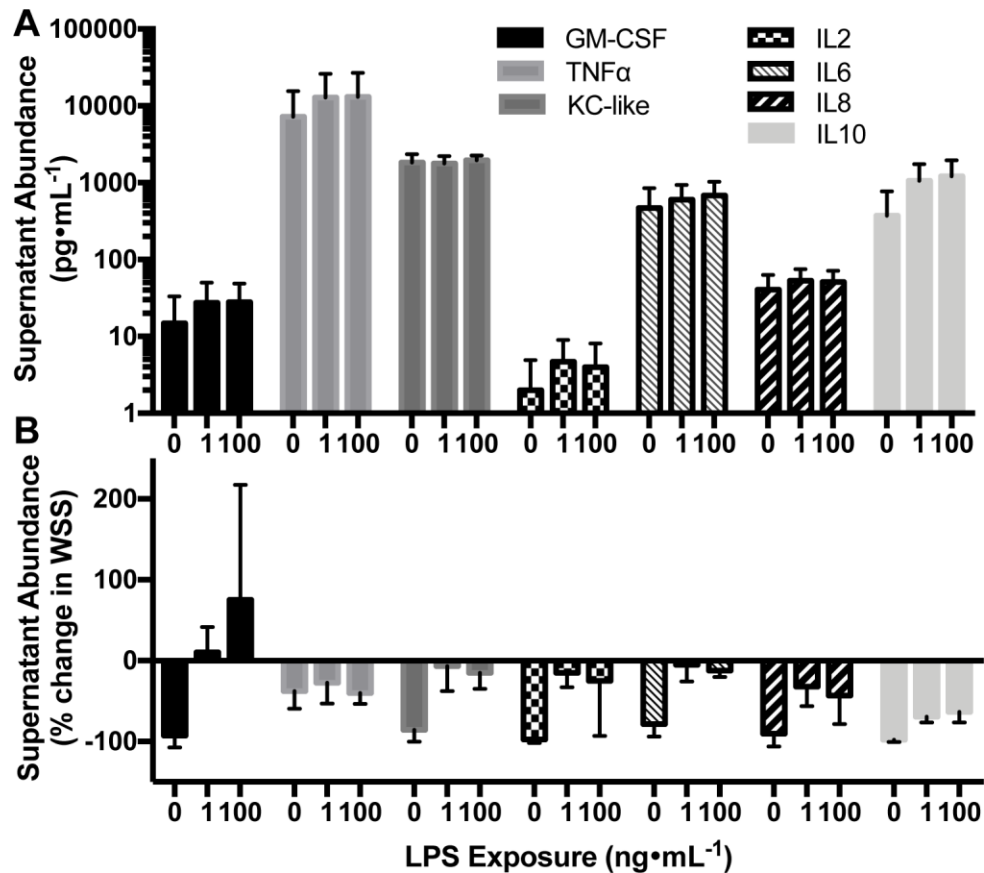 A
100000
10000
1000
100
10
1
Supernatant Abundance
(pg•mL-1)
GM-CSF
TNFα
KC-like
IL2
IL6
IL8
IL10
0 1 100 0 1 100 0 1 100 0 1 100 0 1 100 0 1 100 0 1 100
B
200
100
0
-100
Supernatant Abundance
(% change in WSS)
0 1 100 0 1 100 0 1 100 0 1 100 0 1 100 0 1 100 0 1 100
LPS Exposure (ng•mL-1)